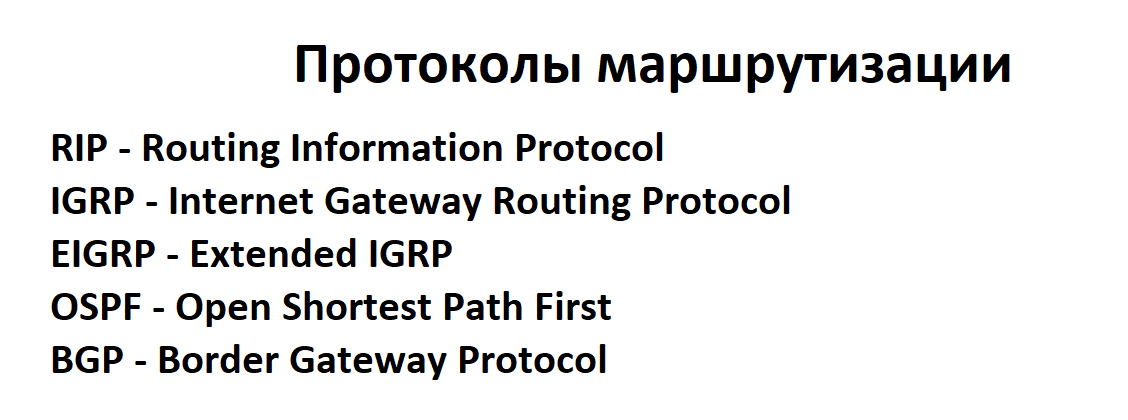 Протоколы маршрутизации
RIP - Routing Information Protocol
IGRP - Internet Gateway Routing Protocol
EIGRP - Extended IGRP
OSPF - Open Shortest Path First
BGP - Border Gateway Protocol